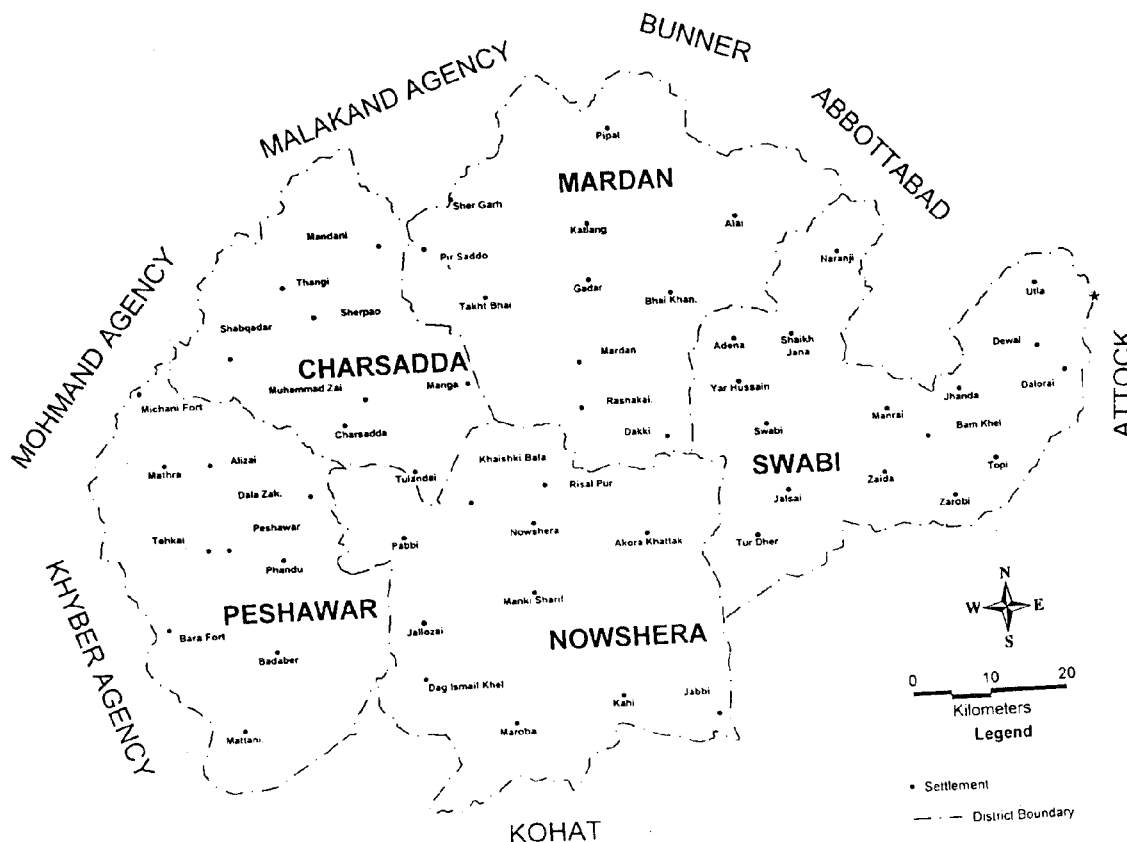 BUNNER
MALAKAND AGENCY
ABBOTTABAD
MOHMAND AGENCY
ATTOCK
KHYBER AGENCY
KOHAT
Pipal
MARDAN
Sher Garh
Katlang
Alai
Pir Saddo
Gadar
Takht Bhai
Bhai Khan.
Mardan
Rashakai.
Dakki
Mandani
Thangi
Sherpao
Shabqadar
CHARSADDA
Muhammad Zai
Manga
Charsadda
Naranji
Utla
Adena
Shaikh
Jana
Dewal
Yar Hussain
Dalorai
Jhanda
Manrai
Swabi
Bam Khel
SWABI
Topi
Zaida
Jalsai
Zarobi
Tur Dher
Michani Fort
Mathra
Alizai
Dala Zak.
Peshawar
Tehkai
Phandu
PESHAWAR
Bara Fort
Badaber
Mattani.
Khaishki Bala
Tulandai
Risal Pur
Pabbi
Nowshera
Akora Khattak
Manki Sharif
Jallozai
NOWSHERA
Dag Ismail Khel
Kahi
Jabbi
Maroba
N
W E
S
0 10 20
Kilometers
Legend
Settlement
District Boundary